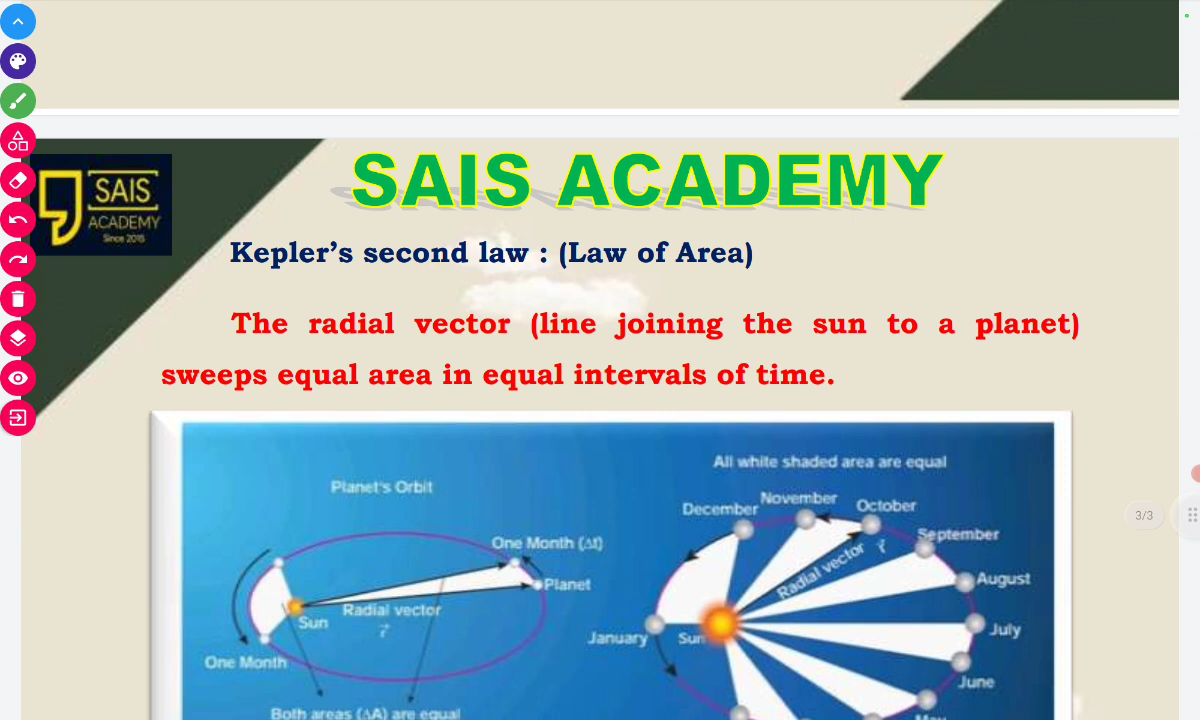 SAIS
ACADEMY
Since 2015
SAIS ACADEMY
Kepler’s second law : (Law of Area)
The radial vector (line joining the sun to a planet)
sweeps equal area in equal intervals of time.
Planet's Orbit
One Month (Δt)
Planet
Radial vector
r⃗
Sun
One Month
Both areas (ΔA) are equal
All white shaded area are equal
December
November
October
September
August
July
June
May
January
Sun
Radial vector r⃗
3/3